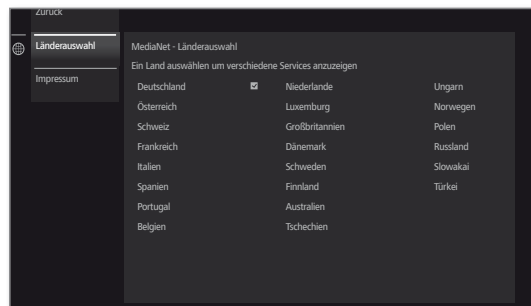 Zurück
Länderauswahl
Impressum
MediaNet - Länderauswahl
Ein Land auswählen um verschiedene Services anzuzeigen
Deutschland Niederlande Ungarn
Österreich Luxemburg Norwegen
Schweiz Großbritannien Polen
Frankreich Dänemark Russland
Italien Schweden Slowakai
Spanien Finnland Türkei
Portugal Australien
Belgien Tschechien